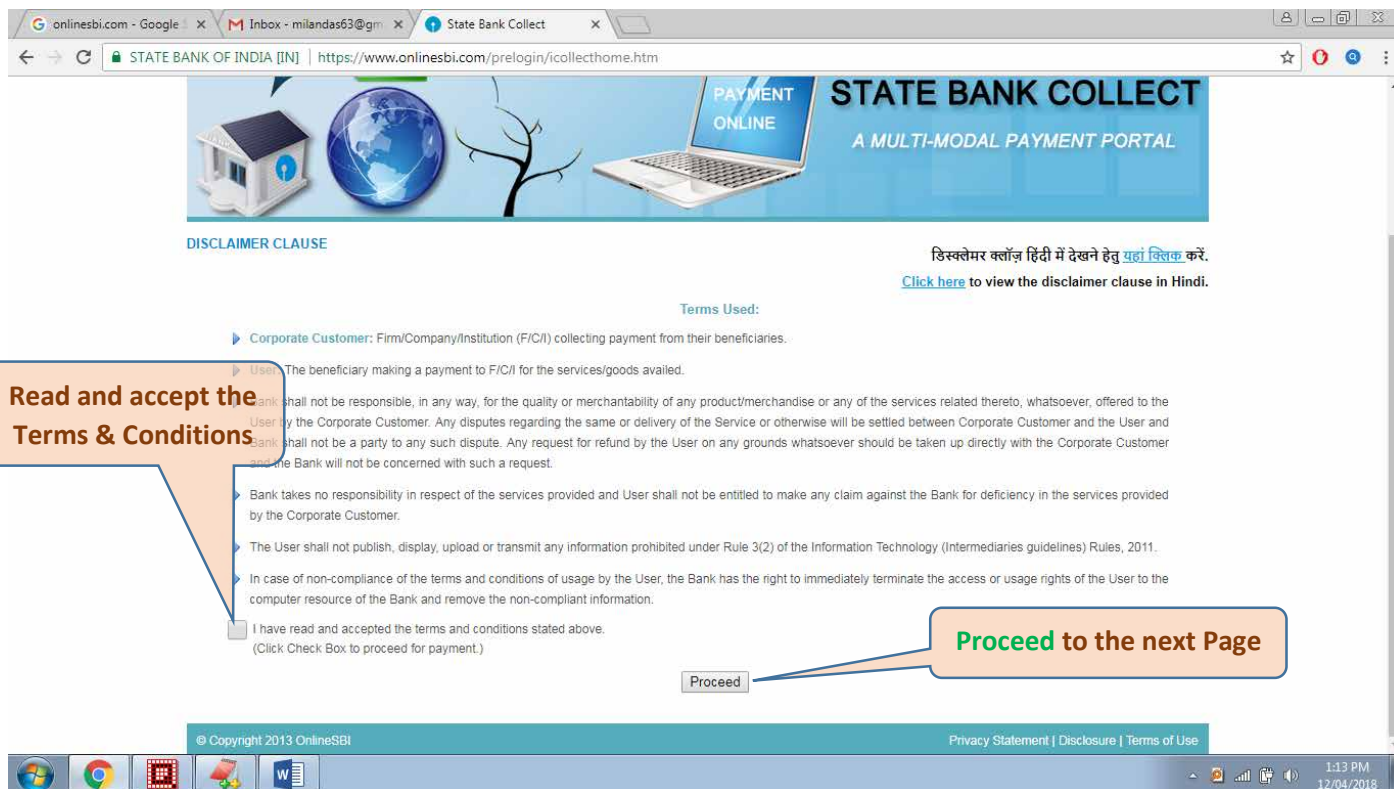 onlinesbi.com - Google S
Inbox - milandas63@gm
State Bank Collect
STATE BANK OF INDIA [IN] | https://www.onlinesbi.com/prelogin/icollecthome.htm
PAYMENT
ONLINE
STATE BANK COLLECT
A MULTI-MODAL PAYMENT PORTAL
DISCLAIMER CLAUSE
डिस्क्लेमर क्लॉज़ हिंदी में देखने हेतु यहां क्लिक करें.
Click here to view the disclaimer clause in Hindi.
Terms Used:
Corporate Customer: Firm/Company/Institution (F/C/I) collecting payment from their beneficiaries.
User: The beneficiary making a payment to F/C/I for the services/goods availed.
Bank shall not be responsible, in any way, for the quality or merchantability of any product/merchandise or any of the services related thereto, whatsoever, offered to the
User by the Corporate Customer. Any disputes regarding the same or delivery of the Service or otherwise will be settled between Corporate Customer and the User and
Bank shall not be a party to any such dispute. Any request for refund by the User on any grounds whatsoever should be taken up directly with the Corporate Customer
and the Bank will not be concerned with such a request.
Bank takes no responsibility in respect of the services provided and User shall not be entitled to make any claim against the Bank for deficiency in the services provided
by the Corporate Customer.
The User shall not publish, display, upload or transmit any information prohibited under Rule 3(2) of the Information Technology (Intermediaries guidelines) Rules, 2011.
In case of non-compliance of the terms and conditions of usage by the User, the Bank has the right to immediately terminate the access or usage rights of the User to the
computer resource of the Bank and remove the non-compliant information.
I have read and accepted the terms and conditions stated above.
(Click Check Box to proceed for payment.)
Proceed
Read and accept the
Terms & Conditions
Proceed to the next Page
© Copyright 2013 OnlineSBI
Privacy Statement | Disclosure | Terms of Use
1:13 PM
12/04/2018